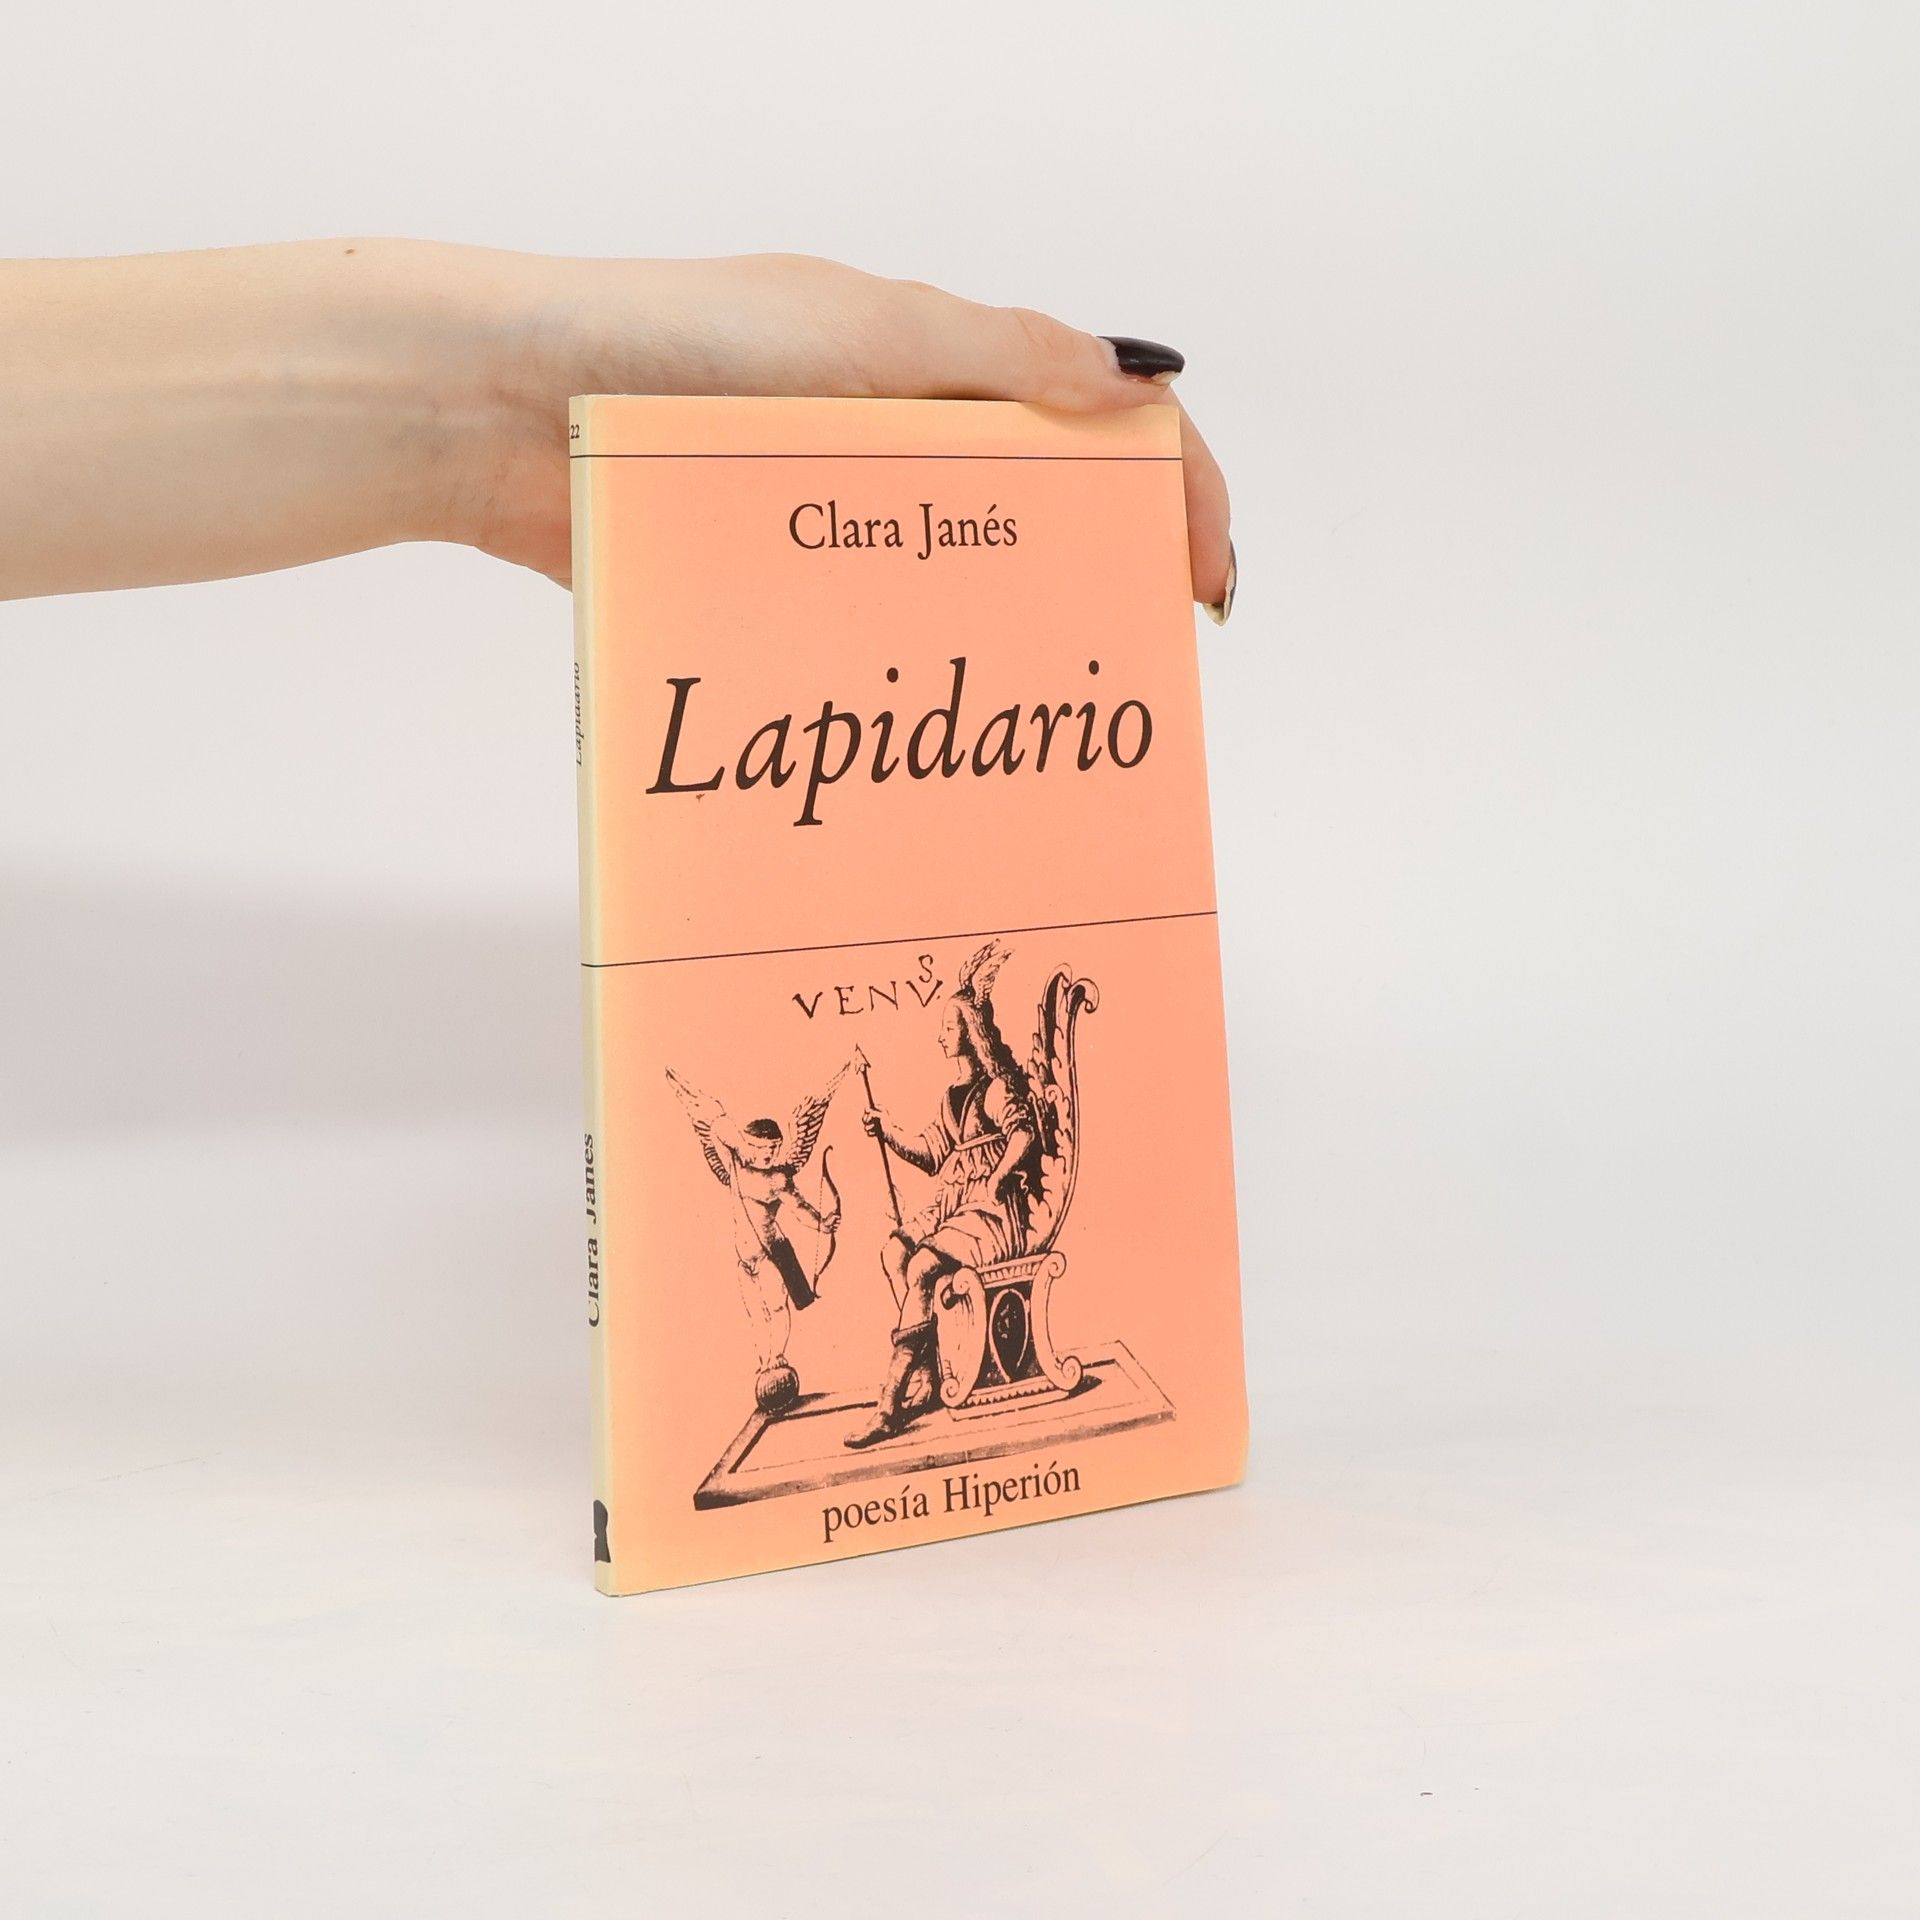 22
Clara Janés
Lapidario
VENVS
poesía Hiperión
Lapidario
Clara Janés